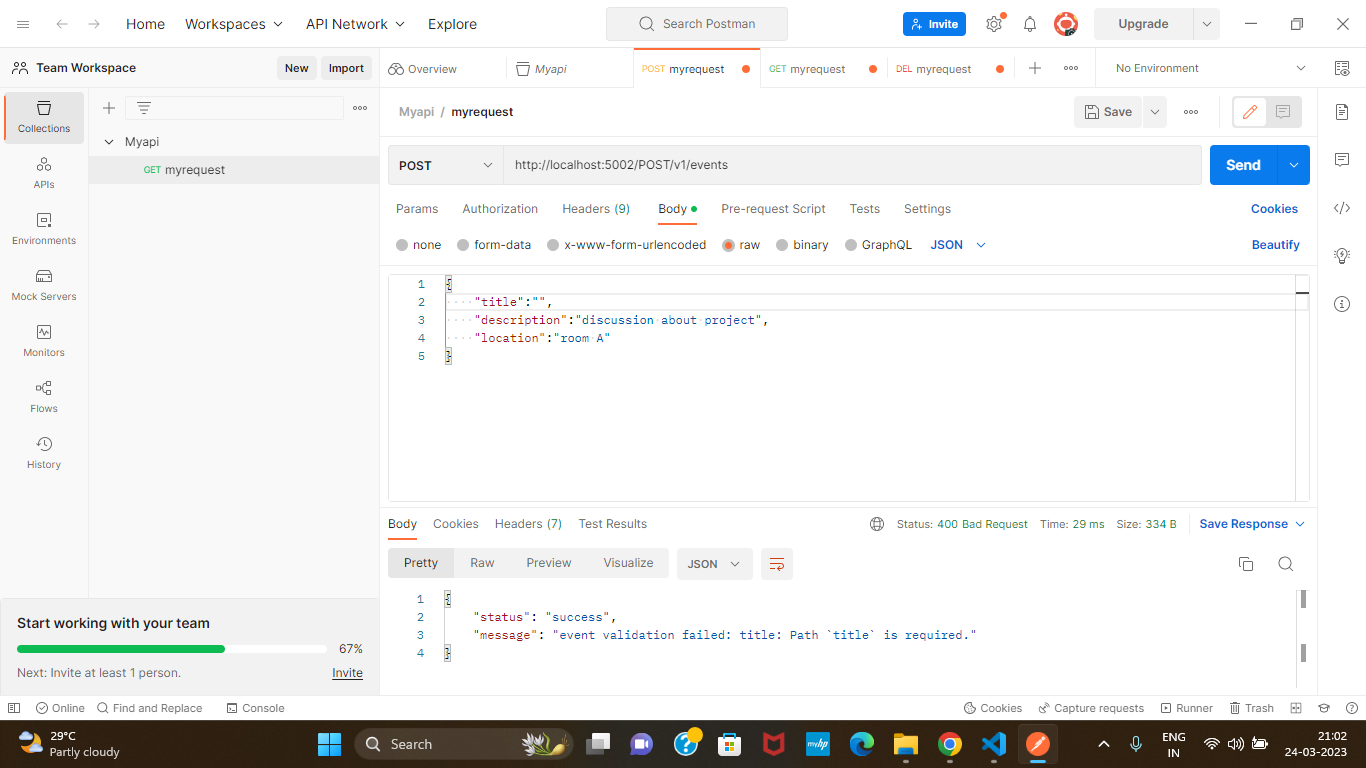 Home Workspaces API Network Explore Search Postman Invite Upgrade
Team Workspace New Import Overview Myapi POST myrequest GET myrequest DEL myrequest No Environment
Collections
APIs
Environments
Mock Servers
Monitors
Flows
History
Myapi
GET myrequest
Myapi / myrequest Save
POST http://localhost:5002/POST/v1/events Send
Params Authorization Headers (9) Body Pre-request Script Tests Settings Cookies
none form-data x-www-form-urlencoded raw binary GraphQL JSON Beautify
1 {
2 "title":"",
3 "description":"discussion about project",
4 "location":"room A"
5 }
Body Cookies Headers (7) Test Results Status: 400 Bad Request Time: 29 ms Size: 334 B Save Response
Pretty Raw Preview Visualize JSON
1 {
2 "status": "success",
3 "message": "event validation failed: title: Path `title` is required."
4 }
Start working with your team
67%
Next: Invite at least 1 person. Invite
Online Find and Replace Console Cookies Capture requests Runner Trash
29°C
Partly cloudy
Search
myhp
ENG
IN
21:02
24-03-2023